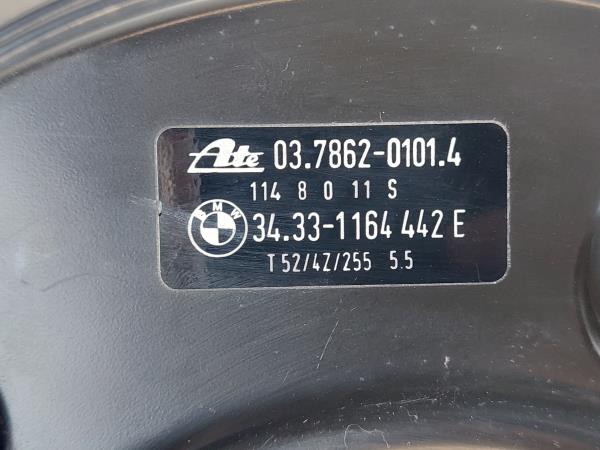 Ate 03.7862-0101.4
114 8 0 11 S
BMW 34.33-1164 442 E
T 52/4Z/255 5.5